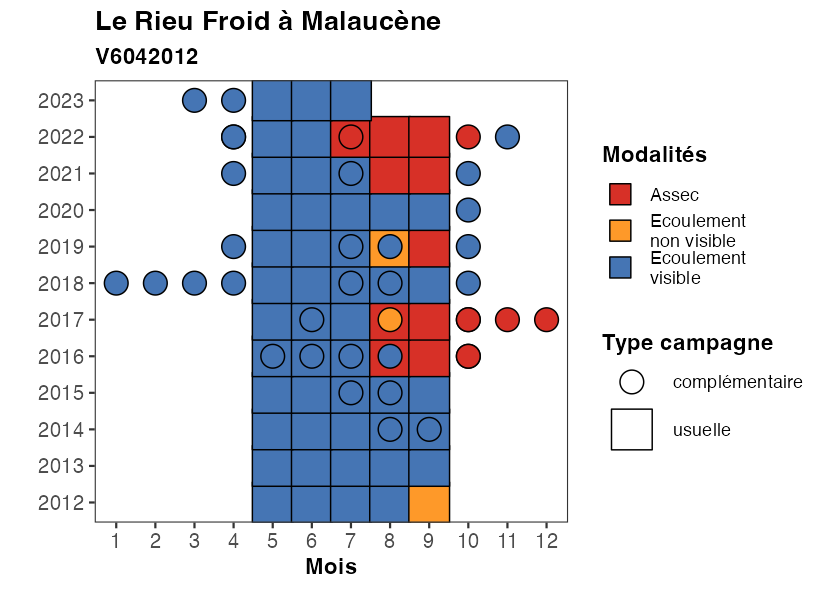 Le Rieu Froid à Malaucène
V6042012
2023
2022
2021
2020
2019
2018
2017
2016
2015
2014
2013
2012
1 2 3 4 5 6 7 8 9 10 11 12
Mois
Modalités
Assec
Ecoulement
non visible
Ecoulement
visible
Type campagne
complémentaire
usuelle